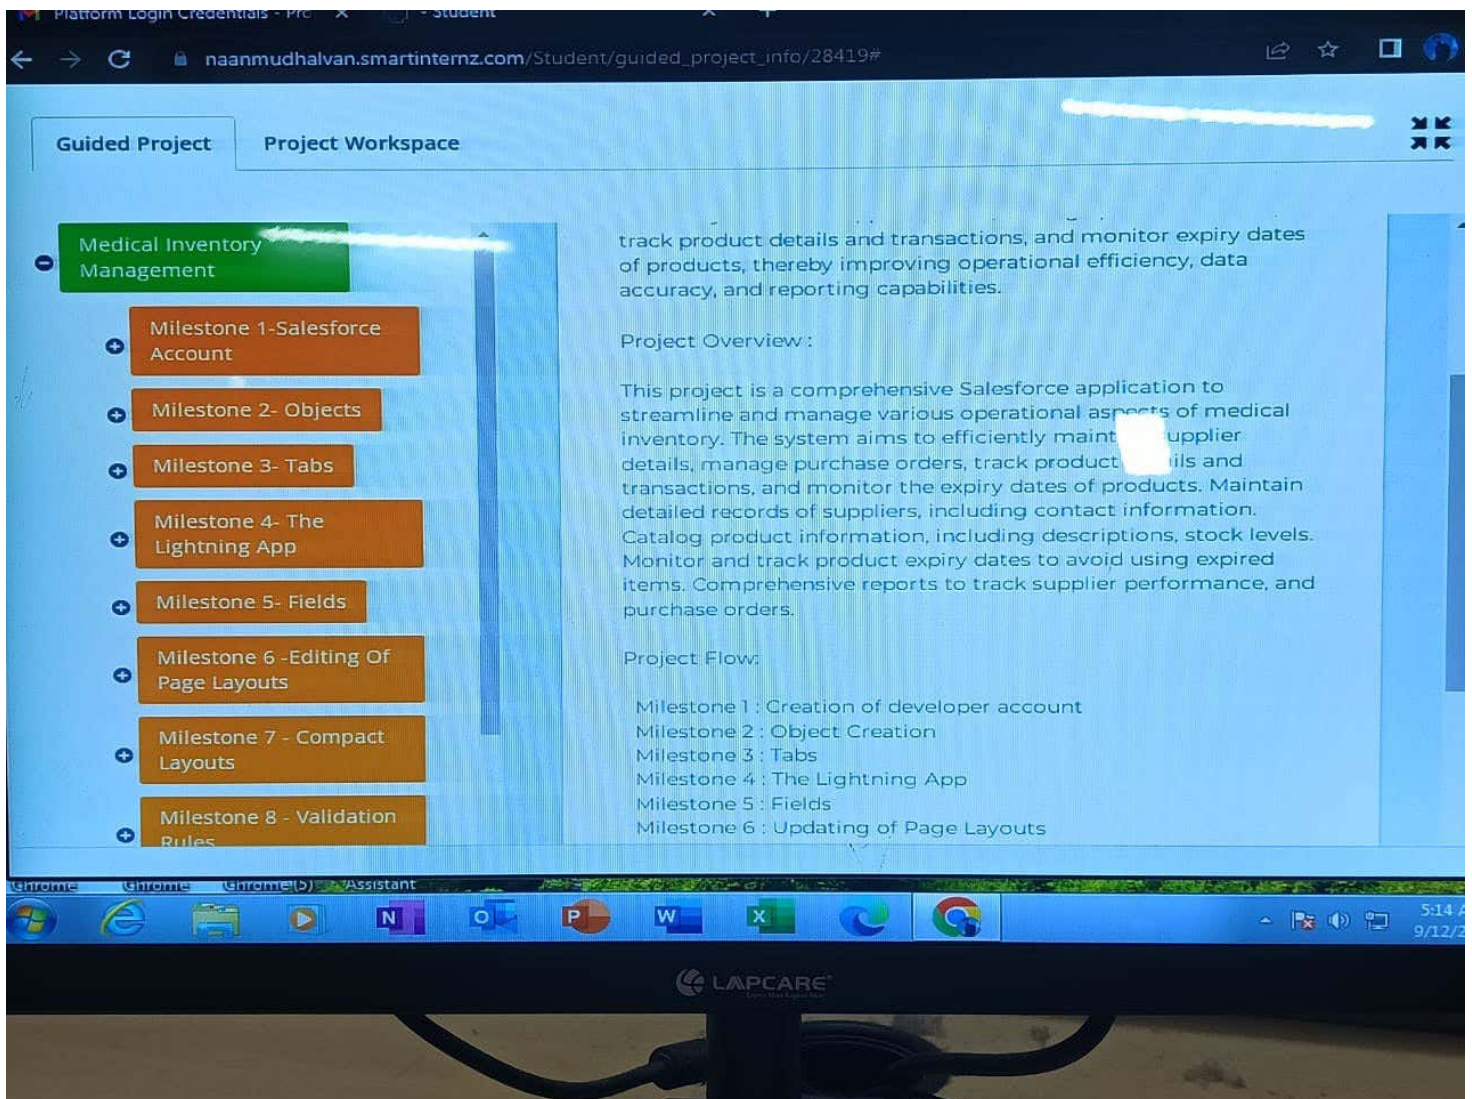 Platform Login Credentials - Pro
- Student
naanmudhalvan.smartinternz.com/Student/guided_project_info/28419#
Guided Project
Project Workspace
Medical Inventory
Management
Milestone 1-Salesforce
Account
Milestone 2- Objects
Milestone 3- Tabs
Milestone 4- The
Lightning App
Milestone 5- Fields
Milestone 6 -Editing Of
Page Layouts
Milestone 7 - Compact
Layouts
Milestone 8 - Validation
Rules
track product details and transactions, and monitor expiry dates
of products, thereby improving operational efficiency, data
accuracy, and reporting capabilities.
Project Overview :
This project is a comprehensive Salesforce application to
streamline and manage various operational aspects of medical
inventory. The system aims to efficiently maint upplier
details, manage purchase orders, track product ils and
transactions, and monitor the expiry dates of products. Maintain
detailed records of suppliers, including contact information.
Catalog product information, including descriptions, stock levels.
Monitor and track product expiry dates to avoid using expired
items. Comprehensive reports to track supplier performance, and
purchase orders.
Project Flow:
Milestone 1 : Creation of developer account
Milestone 2 : Object Creation
Milestone 3 : Tabs
Milestone 4 : The Lightning App
Milestone 5 : Fields
Milestone 6 : Updating of Page Layouts
Chrome Chrome Chrome (5) Assistant
5:14 A
9/12/2
LAPCARE